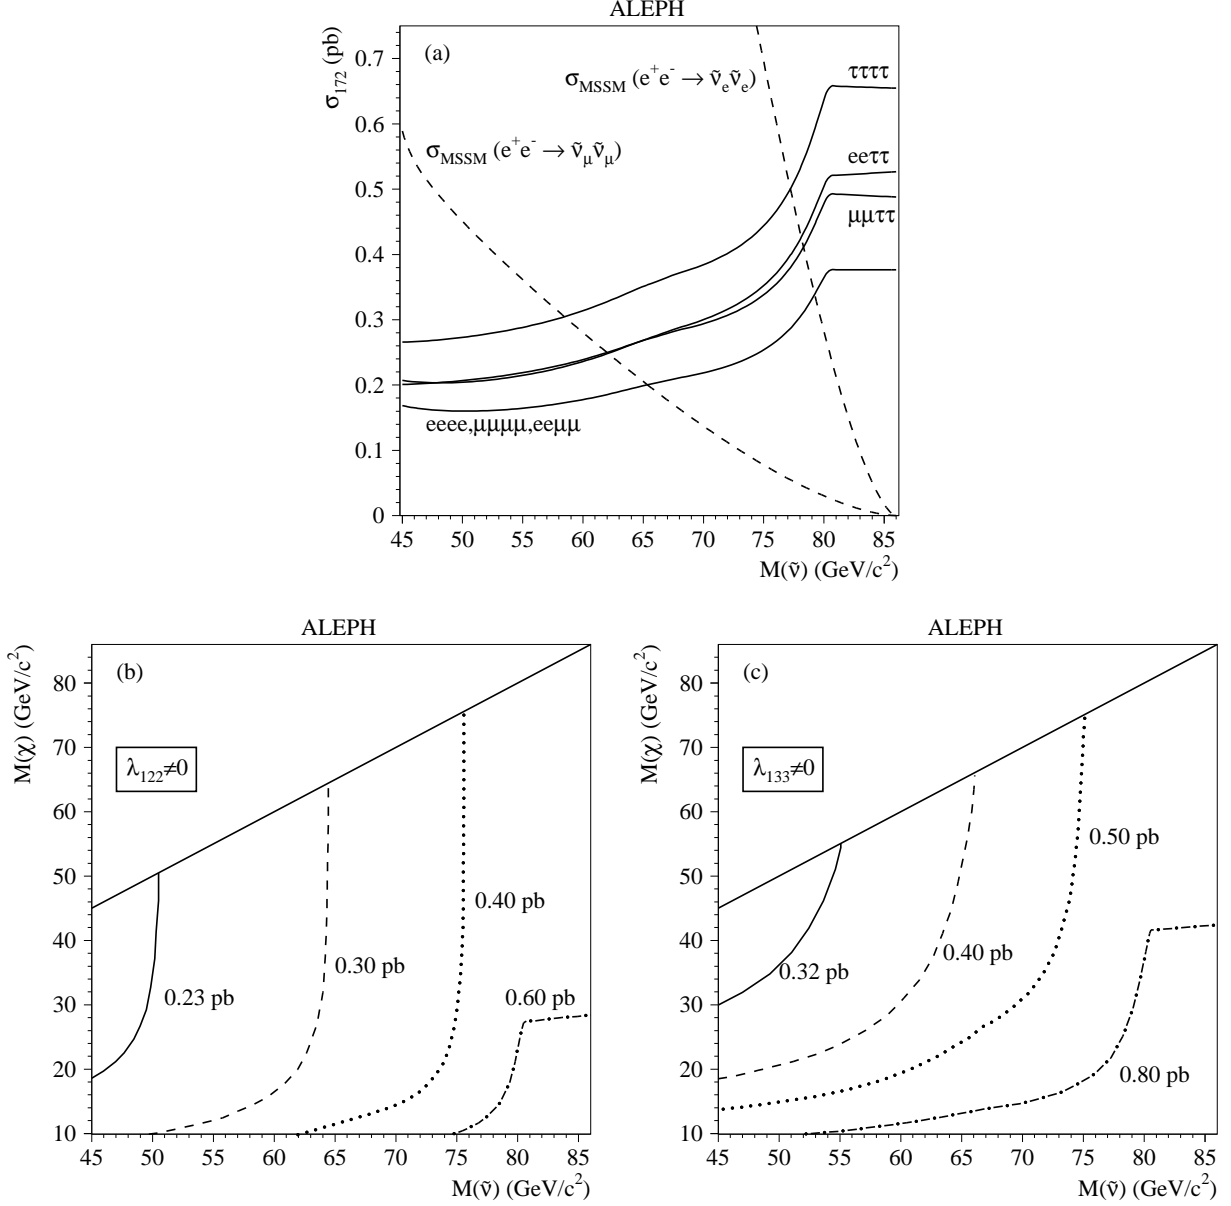 ALEPH
(a)
σ172 (pb)
σMSSM (e+e- → ν̃eν̃e)
σMSSM (e+e- → ν̃μν̃μ)
ττττ
eeττ
μμττ
eeee,μμμμ,eeμμ
0.7
0.6
0.5
0.4
0.3
0.2
0.1
0
45 50 55 60 65 70 75 80 85
M(ν̃) (GeV/c2)
ALEPH
(b)
M(χ) (GeV/c2)
λ122≠0
0.23 pb
0.30 pb
0.40 pb
0.60 pb
80
70
60
50
40
30
20
10
45 50 55 60 65 70 75 80 85
M(ν̃) (GeV/c2)
ALEPH
(c)
M(χ) (GeV/c2)
λ133≠0
0.32 pb
0.40 pb
0.50 pb
0.80 pb
80
70
60
50
40
30
20
10
45 50 55 60 65 70 75 80 85
M(ν̃) (GeV/c2)